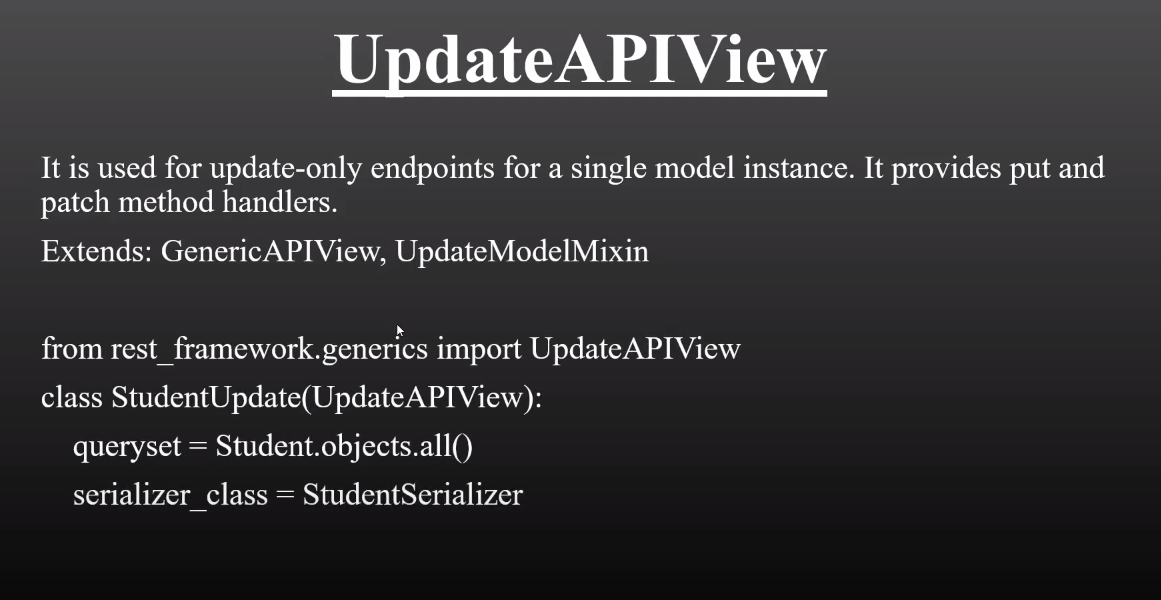 UpdateAPIView
It is used for update-only endpoints for a single model instance. It provides put and
patch method handlers.
Extends: GenericAPIView, UpdateModelMixin
from rest_framework.generics import UpdateAPIView
class StudentUpdate(UpdateAPIView):
queryset = Student.objects.all()
serializer_class = StudentSerializer